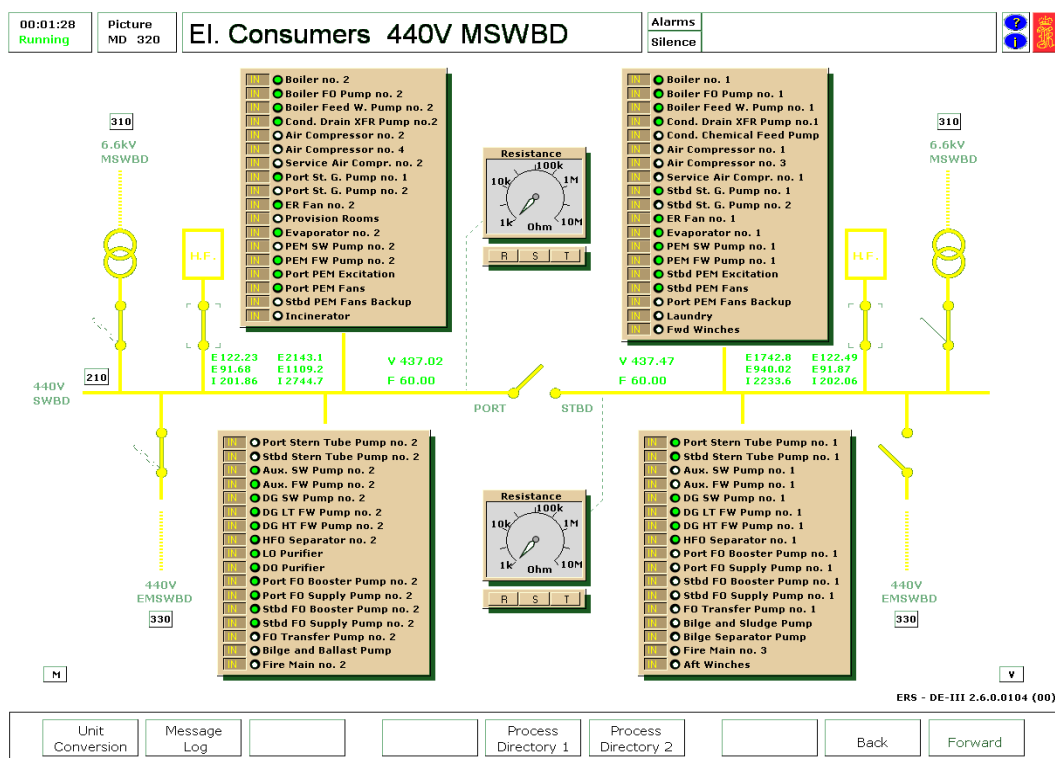 00:01:28
Running
Picture
MD 320
El. Consumers 440V MSWBD
Alarms
Silence
?
i
IN Boiler no. 2
IN Boiler FO Pump no. 2
IN Boiler Feed W. Pump no. 2
IN Cond. Drain XFR Pump no.2
IN Air Compressor no. 2
IN Air Compressor no. 4
IN Service Air Compr. no. 2
IN Port St. G. Pump no. 1
IN Port St. G. Pump no. 2
IN ER Fan no. 2
IN Provision Rooms
IN Evaporator no. 2
IN PEM SW Pump no. 2
IN PEM FW Pump no. 2
IN Port PEM Excitation
IN Port PEM Fans
IN Stbd PEM Fans Backup
IN Incinerator
IN Boiler no. 1
IN Boiler FO Pump no. 1
IN Boiler Feed W. Pump no. 1
IN Cond. Drain XFR Pump no.1
IN Cond. Chemical Feed Pump
IN Air Compressor no. 1
IN Air Compressor no. 3
IN Service Air Compr. no. 1
IN Stbd St. G. Pump no. 1
IN Stbd St. G. Pump no. 2
IN ER Fan no. 1
IN Evaporator no. 1
IN PEM SW Pump no. 1
IN PEM FW Pump no. 1
IN Stbd PEM Excitation
IN Stbd PEM Fans
IN Port PEM Fans Backup
IN Laundry
IN Fwd Winches
310
6.6kV
MSWBD
H.F.
Resistance
100k
10k 1M
1k Ohm 10M
R S T
H.F.
310
6.6kV
MSWBD
E122.23 E2143.1
E91.68 E1109.2
I 201.86 I 2744.7
V 437.02
F 60.00
V 437.47
F 60.00
E1742.8 E122.49
E940.02 E91.87
I 2233.6 I 202.06
440V
SWBD
210
PORT STBD
IN Port Stern Tube Pump no. 2
IN Stbd Stern Tube Pump no. 2
IN Aux. SW Pump no. 2
IN Aux. FW Pump no. 2
IN DG SW Pump no. 2
IN DG LT FW Pump no. 2
IN DG HT FW Pump no. 2
IN HFO Separator no. 2
IN LO Purifier
IN DO Purifier
IN Port FO Booster Pump no. 2
IN Port FO Supply Pump no. 2
IN Stbd FO Booster Pump no. 2
IN Stbd FO Supply Pump no. 2
IN FO Transfer Pump no. 2
IN Bilge and Ballast Pump
IN Fire Main no. 2
Resistance
100k
10k 1M
1k Ohm 10M
R S T
IN Port Stern Tube Pump no. 1
IN Stbd Stern Tube Pump no. 1
IN Aux. SW Pump no. 1
IN Aux. FW Pump no. 1
IN DG SW Pump no. 1
IN DG LT FW Pump no. 1
IN DG HT FW Pump no. 1
IN HFO Separator no. 1
IN Port FO Booster Pump no. 1
IN Port FO Supply Pump no. 1
IN Stbd FO Booster Pump no. 1
IN Stbd FO Supply Pump no. 1
IN FO Transfer Pump no. 1
IN Bilge and Sludge Pump
IN Bilge Separator Pump
IN Fire Main no. 3
IN Aft Winches
440V
EMSWBD
330
440V
EMSWBD
330
M
V
ERS - DE-III 2.6.0.0104 (00)
Unit
Conversion
Message
Log
Process
Directory 1
Process
Directory 2
Back
Forward